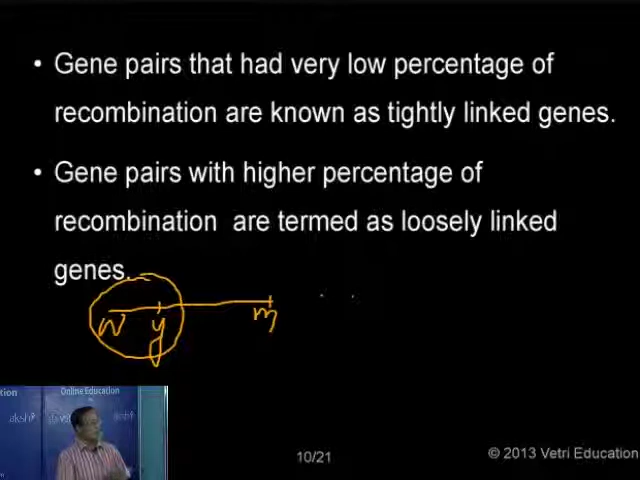 • Gene pairs that had very low percentage of
recombination are known as tightly linked genes.
• Gene pairs with higher percentage of
recombination are termed as loosely linked
genes.
w y m
Online Education
10/21
© 2013 Vetri Education